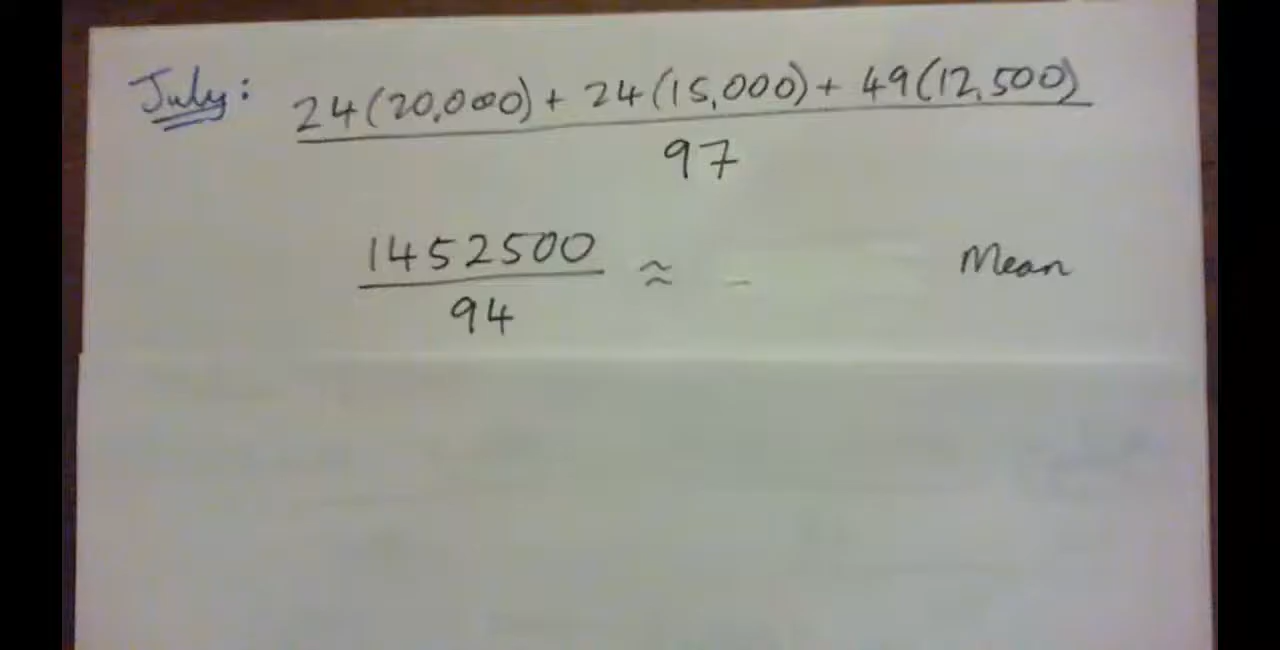 July: 24(20,000) + 24(15,000) + 49(12,500)
97
1452500
94
≈ -
Mean